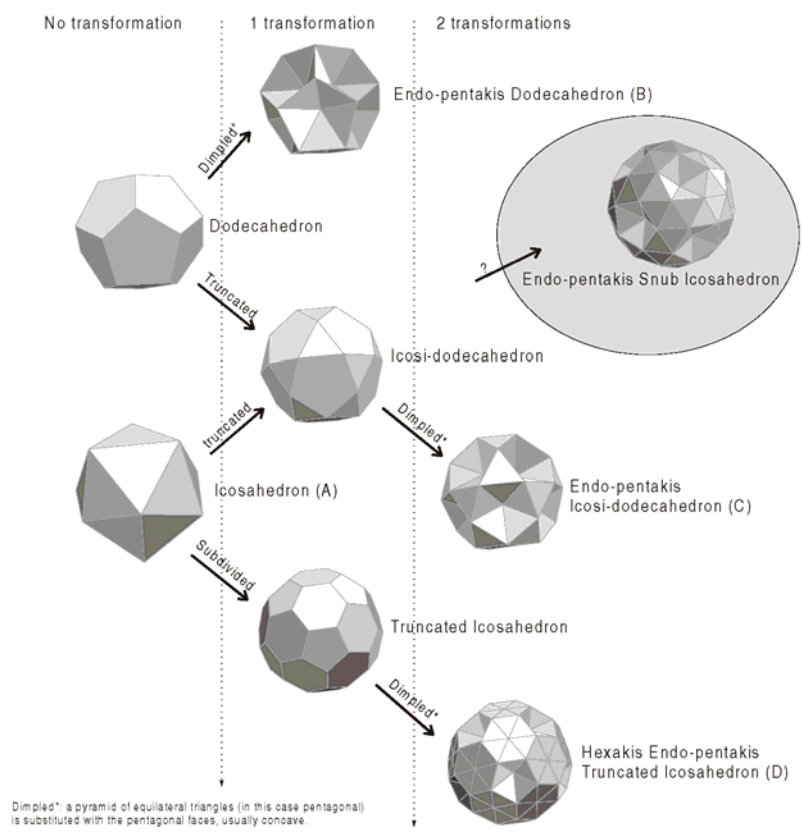 No transformation
1 transformation
2 transformations
Endo-pentakis Dodecahedron (B)
Dimpled*
Dodecahedron
?
Endo-pentakis Snub Icosahedron
Truncated
Icosi-dodecahedron
truncated
Dimpled*
Icosahedron (A)
Endo-pentakis
Icosi-dodecahedron (C)
Subdivided
Truncated Icosahedron
Dimpled*
Hexakis Endo-pentakis
Truncated Icosahedron (D)
Dimpled*: a pyramid of equilateral triangles (in this case pentagonal)
is substituted with the pentagonal faces, usually concave.